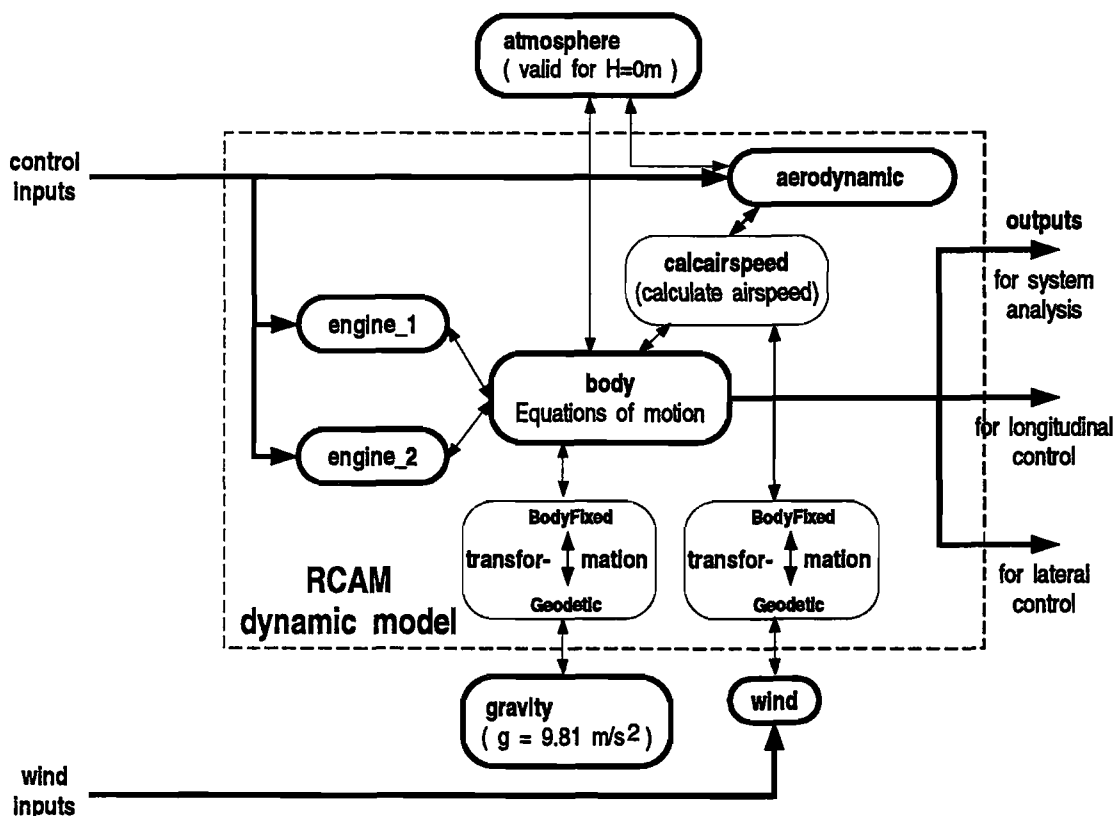 atmosphere
( valid for H=0m )
control
inputs
aerodynamic
outputs
calcairspeed
(calculate airspeed)
for system
analysis
engine_1
body
Equations of motion
for longitudinal
control
engine_2
BodyFixed
transfor- mation
Geodetic
BodyFixed
transfor- mation
Geodetic
for lateral
control
RCAM
dynamic model
gravity
( g = 9.81 m/s² )
wind
wind
inputs